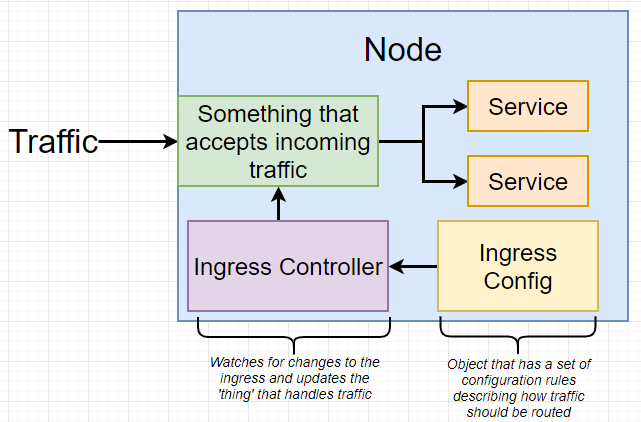 Node
Something that
accepts incoming
traffic
Traffic
Service
Service
Ingress Controller
Ingress
Config
Watches for changes to the
ingress and updates the
'thing' that handles traffic
Object that has a set of
configuration rules
describing how traffic
should be routed